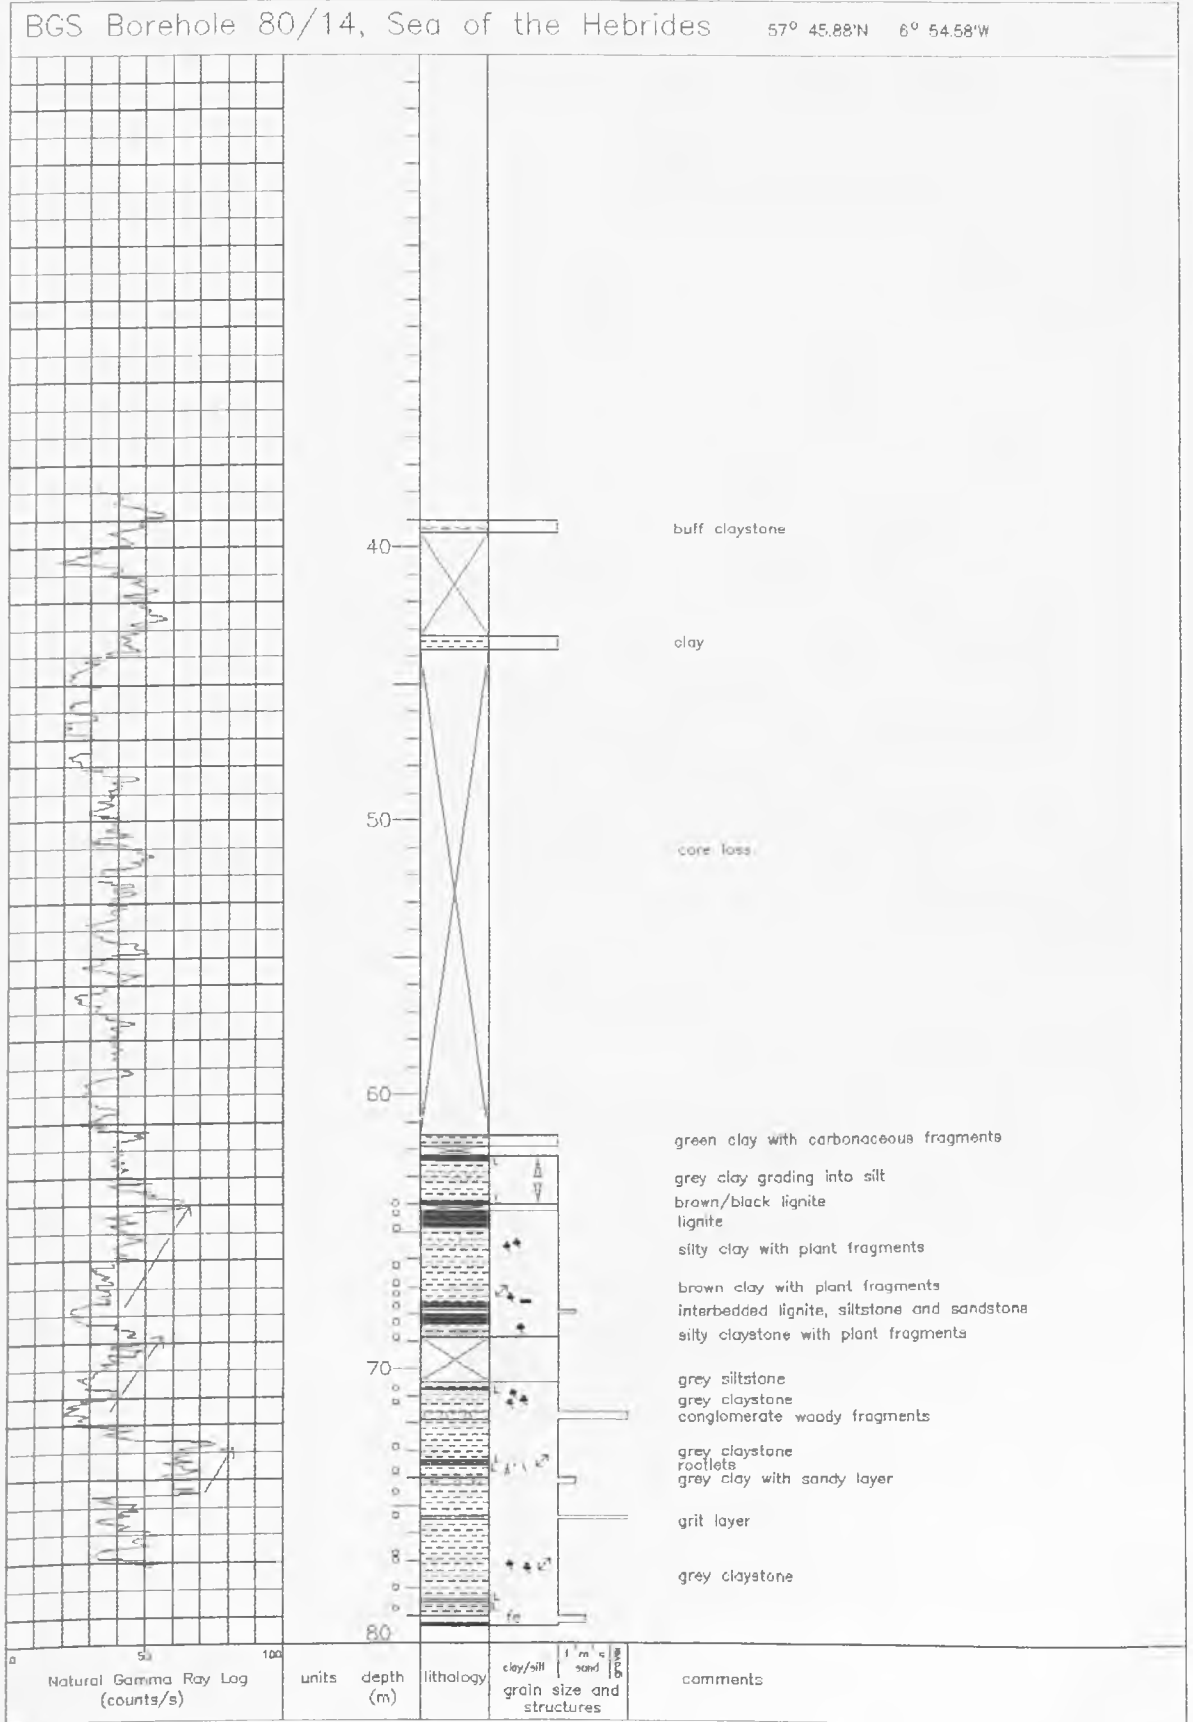 BGS Borehole 80/14, Sea of the Hebrides 57° 45.88'N 6° 54.58'W
buff claystone
40
clay
50
core loss
60
green clay with carbonaceous fragments
grey clay grading into silt
brown/black lignite
lignite
silty clay with plant fragments
brown clay with plant fragments
interbedded lignite, siltstone and sandstone
silty claystone with plant fragments
70
grey siltstone
grey claystone
conglomerate woody fragments
grey claystone
rootlets
grey clay with sandy layer
grit layer
grey claystone
fe
80
0 50 100
Natural Gamma Ray Log
(counts/s)
units
depth
(m)
lithology
clay/silt
f m s
sand
gravel
grain size and
structures
comments